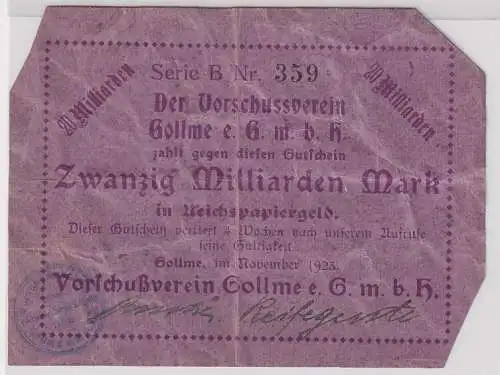 20 Milliarden
Serie B Nr. 359
20 Milliarden
Der Vorschussverein
Gollme e. G. m. b. H.
zahlt gegen diesen Gutschein
Zwanzig Milliarden Mark
in Reichspapiergeld.
Dieser Gutschein verliert 4 Wochen nach unserem Aufrufe
seine Gültigkeit.
Gollme, im November 1923.
Vorschußverein Gollme e. G. m. b. H.